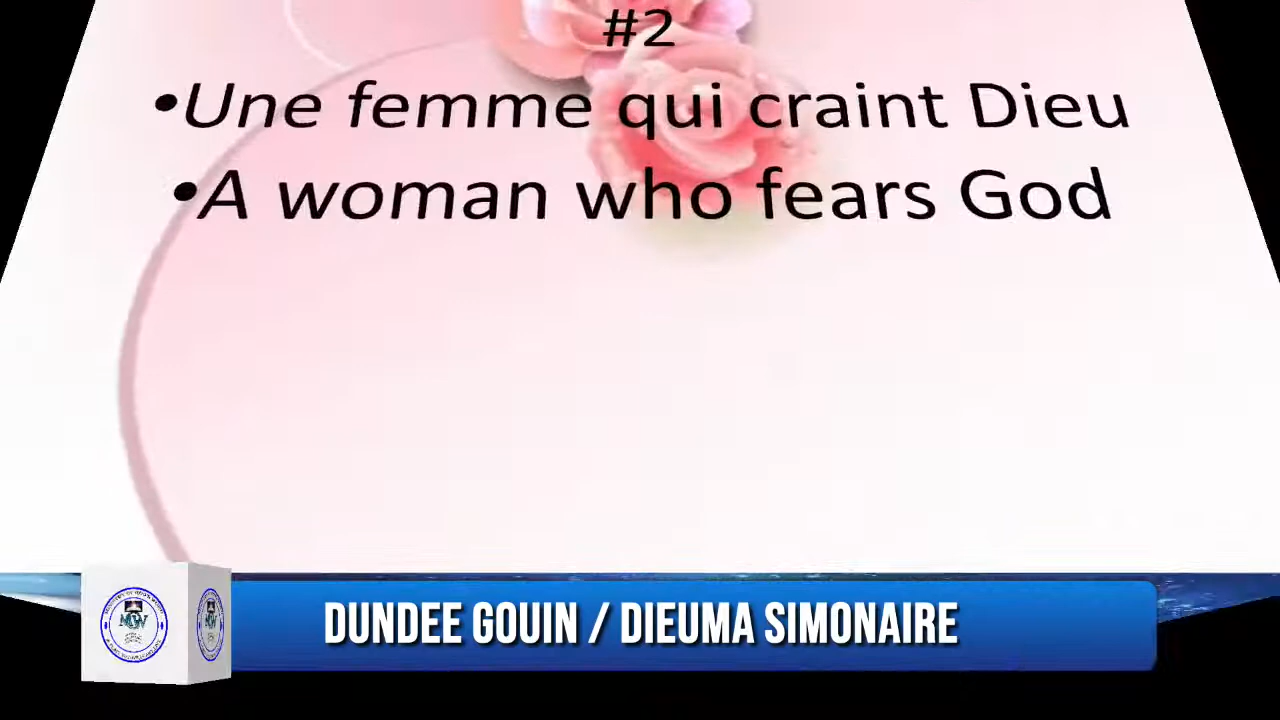 #2
•Une femme qui craint Dieu
•A woman who fears God
DUNDEE GOUIN / DIEUMA SIMONAIRE